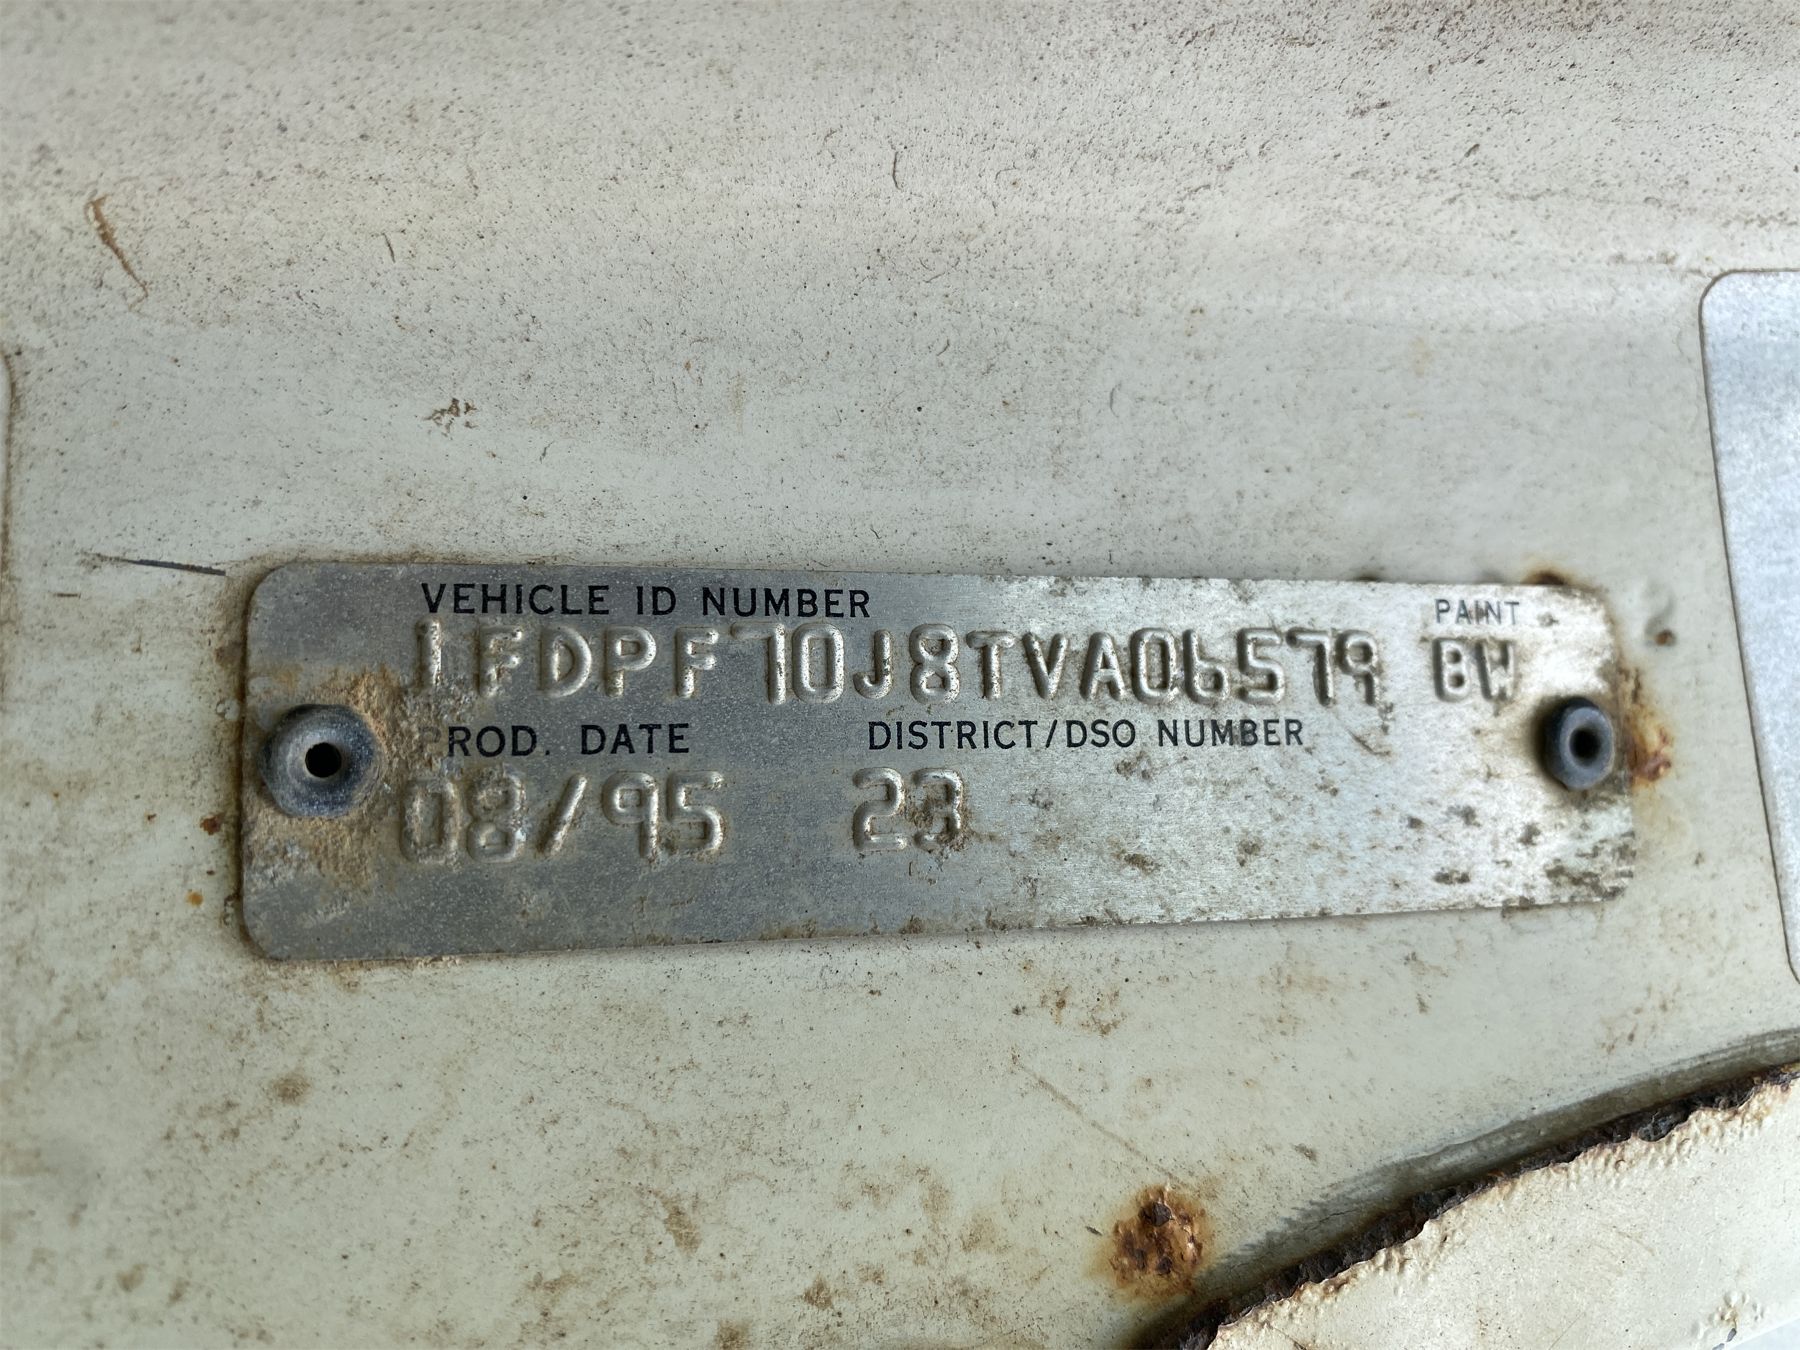 VEHICLE ID NUMBER PAINT
1FDPF70J8TVA06579 BW
PROD. DATE DISTRICT/DSO NUMBER
08/95 23